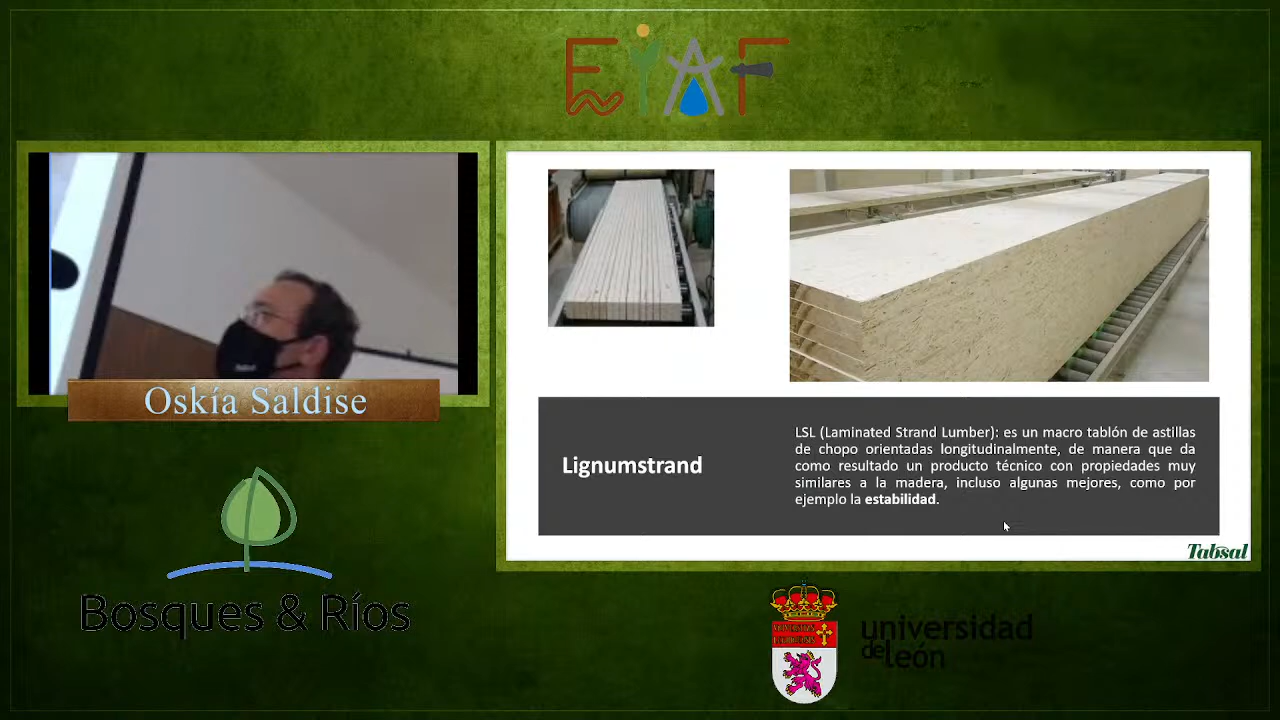 EIAF
Oskía Saldise
Lignumstrand
LSL (Laminated Strand Lumber): es un macro tablón de astillas
de chopo orientadas longitudinalmente, de manera que da
como resultado un producto técnico con propiedades muy
similares a la madera, incluso algunas mejores, como por
ejemplo la estabilidad.
Tabsal
Bosques & Ríos
universidad
de león